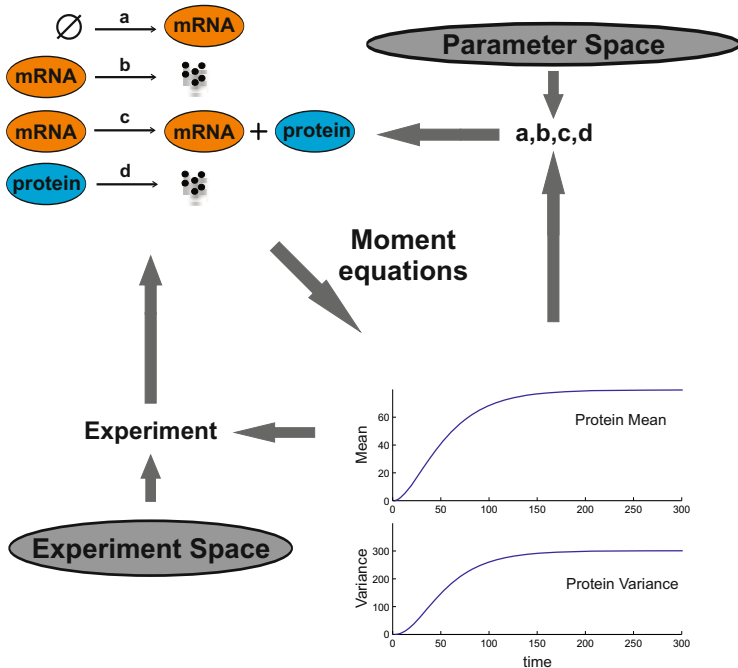 ∅ a mRNA
mRNA b
mRNA c mRNA + protein
protein d
Parameter Space
a,b,c,d
Moment
equations
Experiment
Experiment Space
Mean
60
40
20
0
Protein Mean
0 50 100 150 200 250 300
Variance
300
200
100
0
Protein Variance
0 50 100 150 200 250 300
time